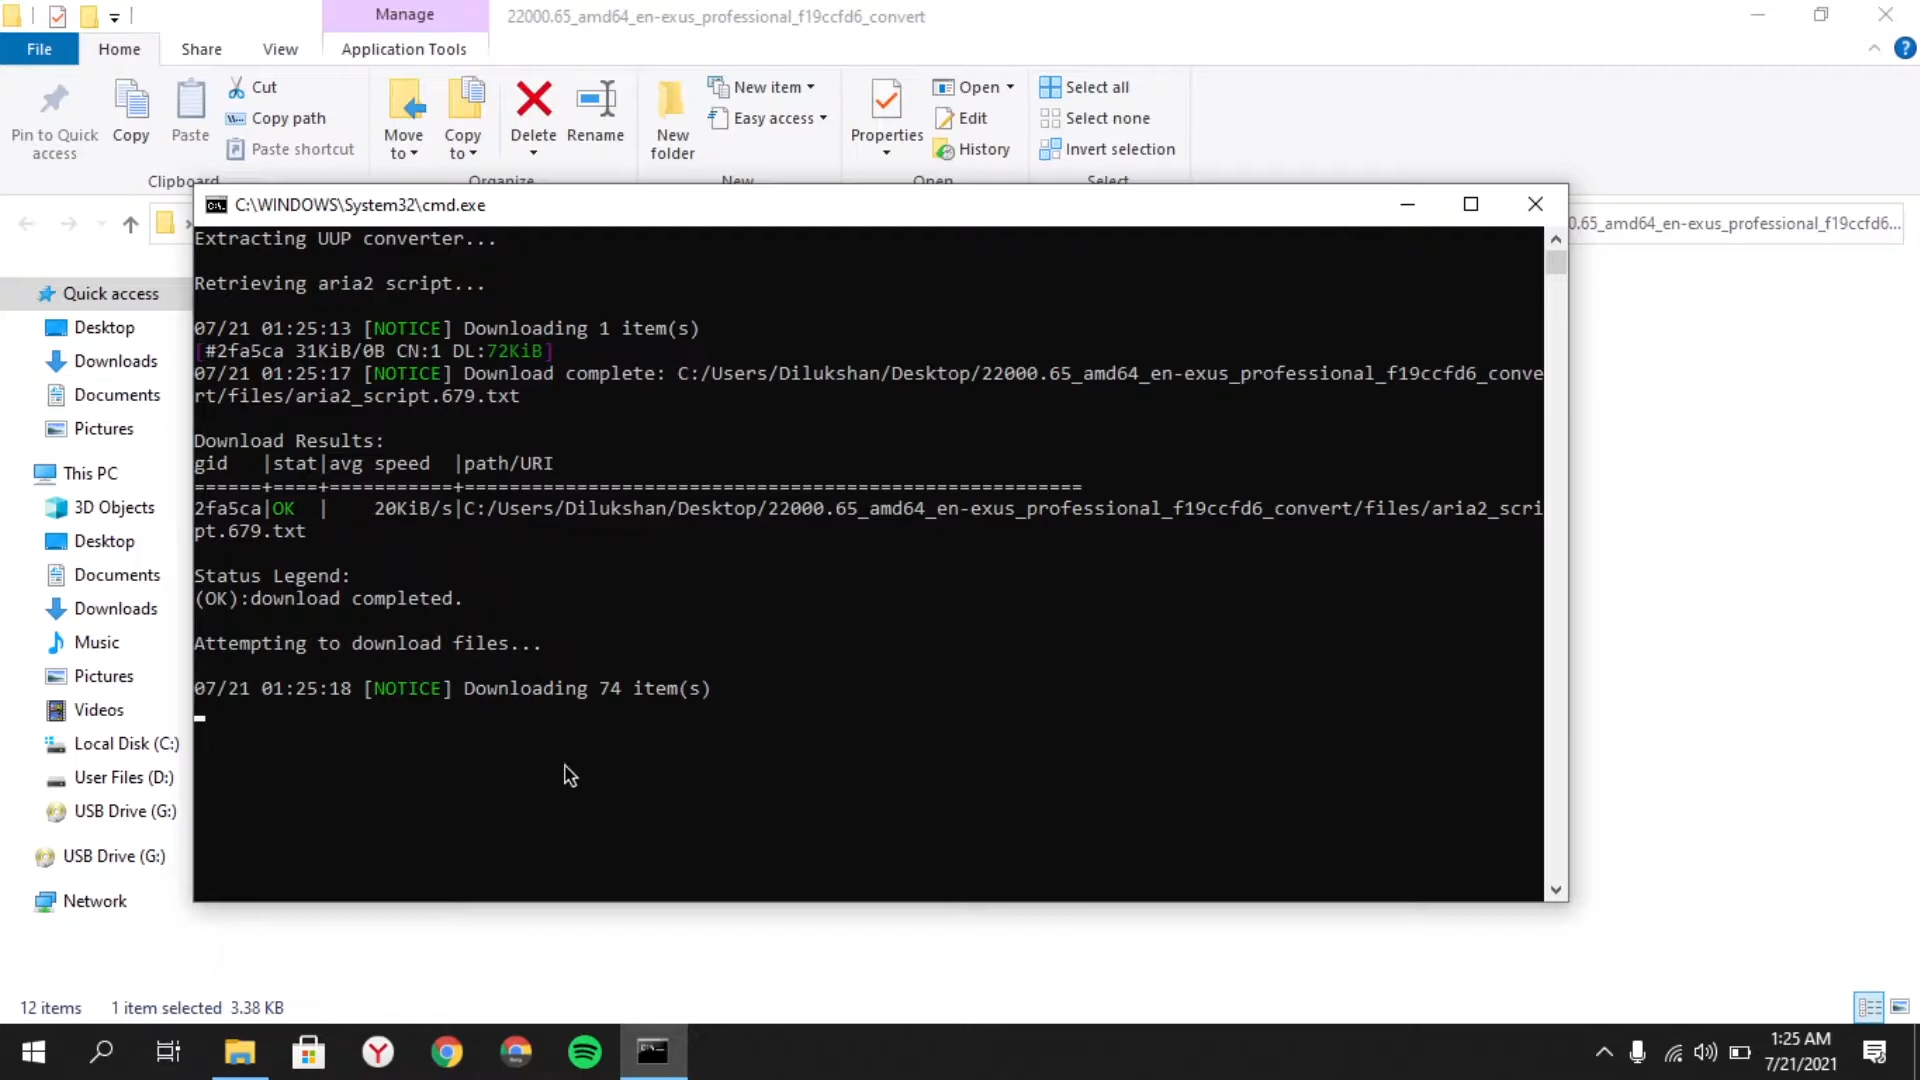 Manage
22000.65_amd64_en-exus_professional_f19ccfd6_convert
File
Home
Share
View
Application Tools
Pin to Quick access
Copy
Paste
Cut
Copy path
Paste shortcut
Move to
Copy to
Delete
Rename
New folder
New item
Easy access
Properties
Open
Edit
History
Select all
Select none
Invert selection
Clipboard
Organize
New
Open
Select
C:\WINDOWS\System32\cmd.exe
0.65_amd64_en-exus_professional_f19ccfd6...
Extracting UUP converter...
Retrieving aria2 script...
07/21 01:25:13 [NOTICE] Downloading 1 item(s)
[#2fa5ca 31KiB/0B CN:1 DL:72KiB]
07/21 01:25:17 [NOTICE] Download complete: C:/Users/Dilukshan/Desktop/22000.65_amd64_en-exus_professional_f19ccfd6_conve
rt/files/aria2_script.679.txt
Download Results:
gid   |stat|avg speed  |path/URI
======+====+===========+=======================================================
2fa5ca|OK  |    20KiB/s|C:/Users/Dilukshan/Desktop/22000.65_amd64_en-exus_professional_f19ccfd6_convert/files/aria2_scri
pt.679.txt
Status Legend:
(OK):download completed.
Attempting to download files...
07/21 01:25:18 [NOTICE] Downloading 74 item(s)
Quick access
Desktop
Downloads
Documents
Pictures
This PC
3D Objects
Desktop
Documents
Downloads
Music
Pictures
Videos
Local Disk (C:)
User Files (D:)
USB Drive (G:)
USB Drive (G:)
Network
12 items
1 item selected 3.38 KB
1:25 AM
7/21/2021